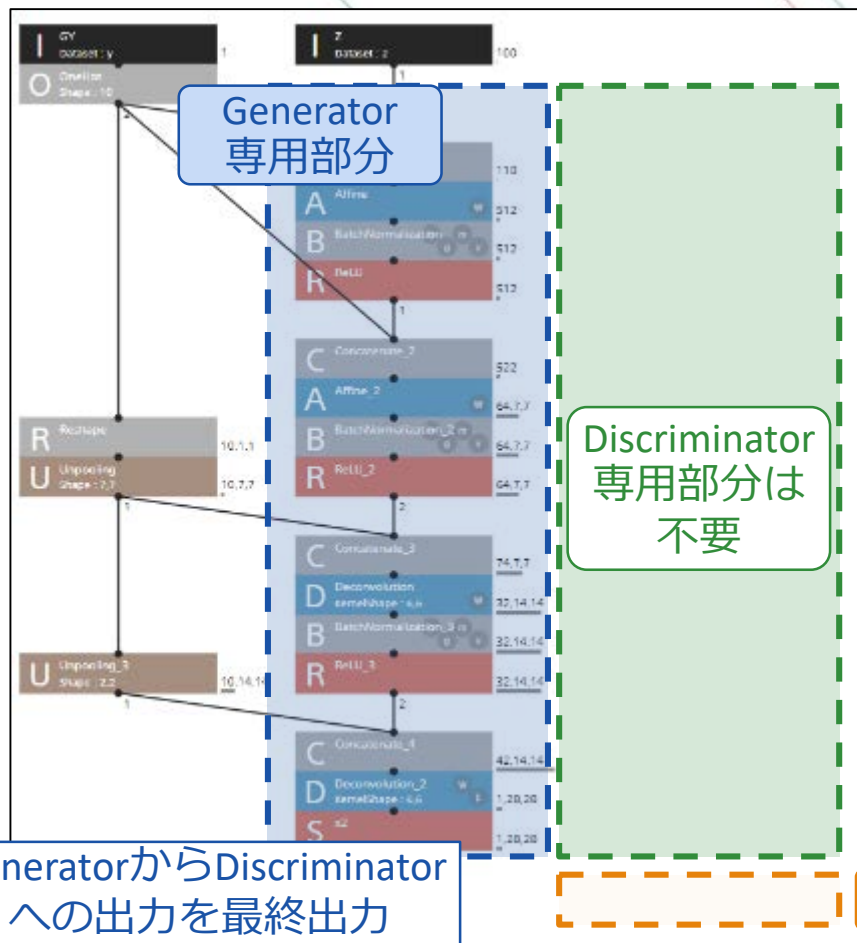 I
GY
Dataset : y
1
O
OneHot
Shape : 10
2
I
Z
Dataset : z
100
1
Generator
専用部分
110
A
Affine
W
512
B
BatchNormalization
512
R
ReLU
512
1
C
Concatenate_2
522
A
Affine_2
W
64,7,7
B
BatchNormalization_2
64,7,7
R
ReLU_2
64,7,7
2
R
Reshape
10,1,1
U
Unpooling
Shape : 7,7
10,7,7
1
C
Concatenate_3
74,7,7
D
Deconvolution
KernelShape : 6,6
W
32,14,14
B
BatchNormalization_3
32,14,14
R
ReLU_3
32,14,14
2
U
Unpooling_3
Shape : 2,2
10,14,14
1
C
Concatenate_4
42,14,14
D
Deconvolution_2
KernelShape : 6,6
W
1,28,28
S
x2
1,28,28
Discriminator
専用部分は
不要
neratorからDiscriminator
への出力を最終出力